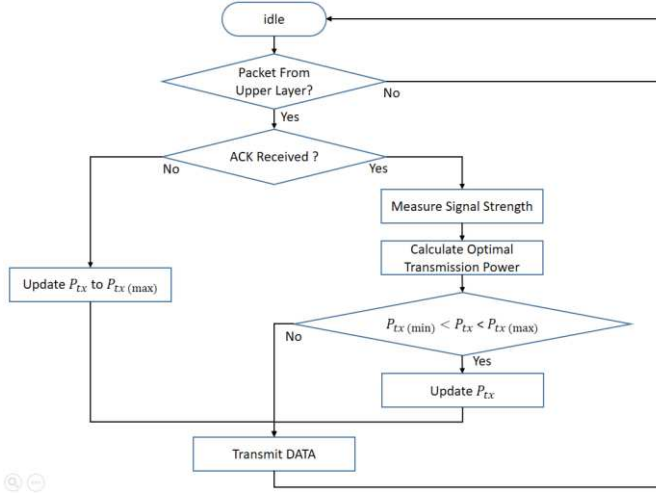 idle
Packet From
Upper Layer?
No
Yes
ACK Received ?
No
Yes
Measure Signal Strength
Calculate Optimal
Transmission Power
Update P_tx to P_tx (max)
P_tx (min) < P_tx < P_tx (max)
No
Yes
Update P_tx
Transmit DATA